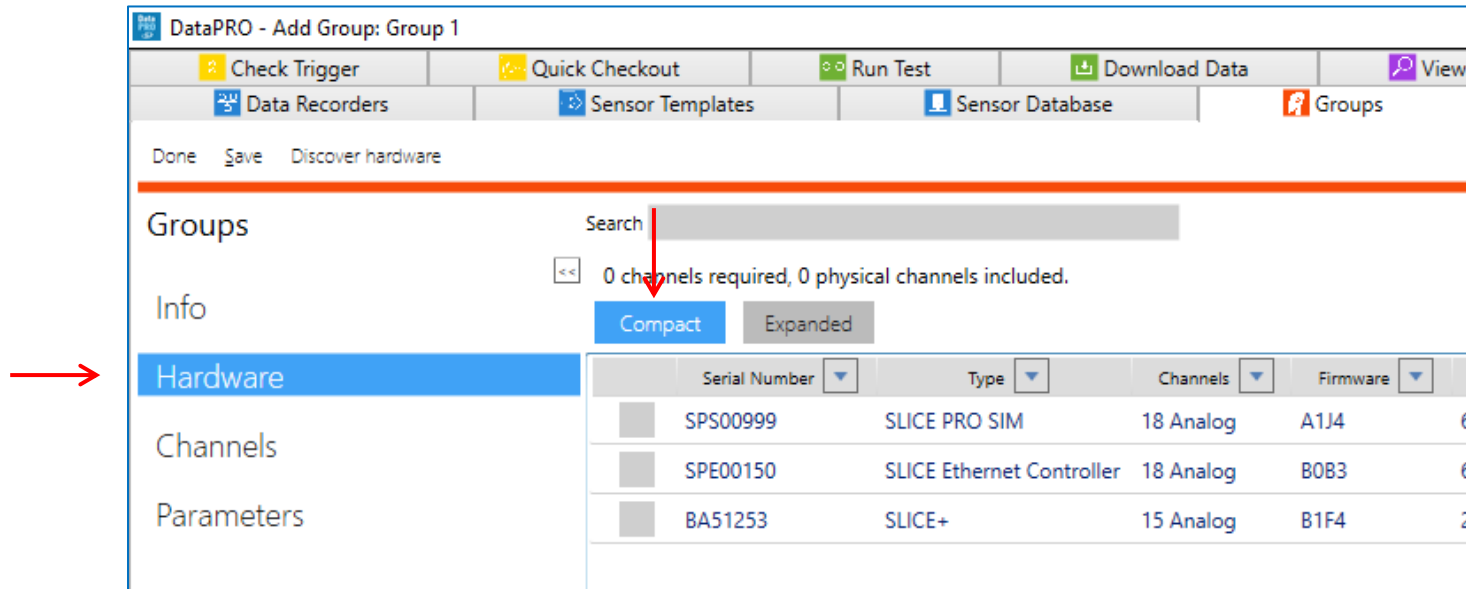 DataPRO - Add Group: Group 1
Check Trigger Quick Checkout Run Test Download Data View
Data Recorders Sensor Templates Sensor Database Groups
Done Save Discover hardware
Groups
Search
<< 0 channels required, 0 physical channels included.
Info
Compact Expanded
Hardware
Serial Number Type Channels Firmware
SPS00999 SLICE PRO SIM 18 Analog A1J4
Channels
SPE00150 SLICE Ethernet Controller 18 Analog B0B3
Parameters
BA51253 SLICE+ 15 Analog B1F4